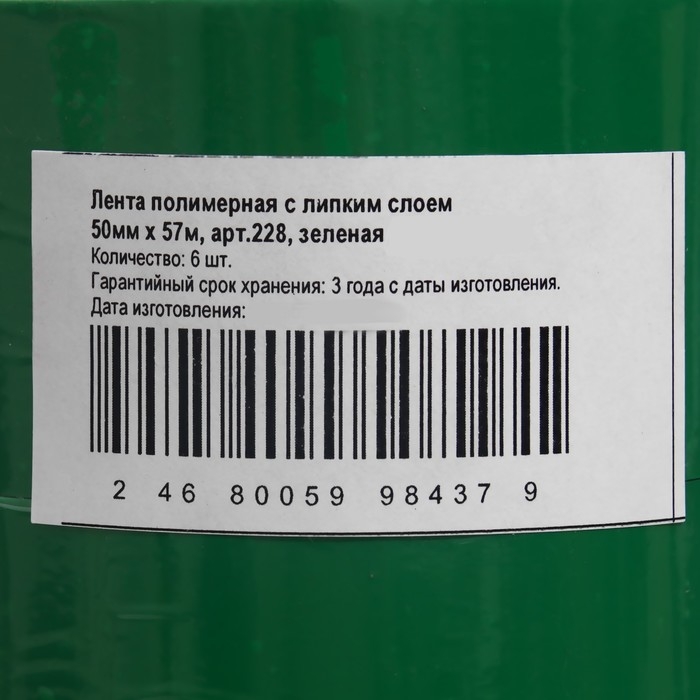 Лента полимерная с липким слоем
50мм х 57м, арт.228, зеленая
Количество: 6 шт.
Гарантийный срок хранения: 3 года с даты изготовления.
Дата изготовления:
2 46 80059 98437 9